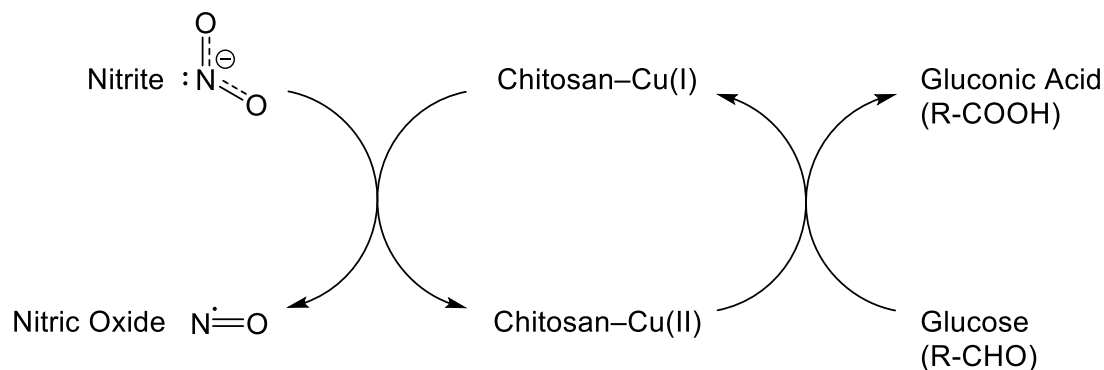 Nitrite :N⊖
O
O
Chitosan–Cu(I)
Gluconic Acid
(R-COOH)
Nitric Oxide Ṅ=O
Chitosan–Cu(II)
Glucose
(R-CHO)